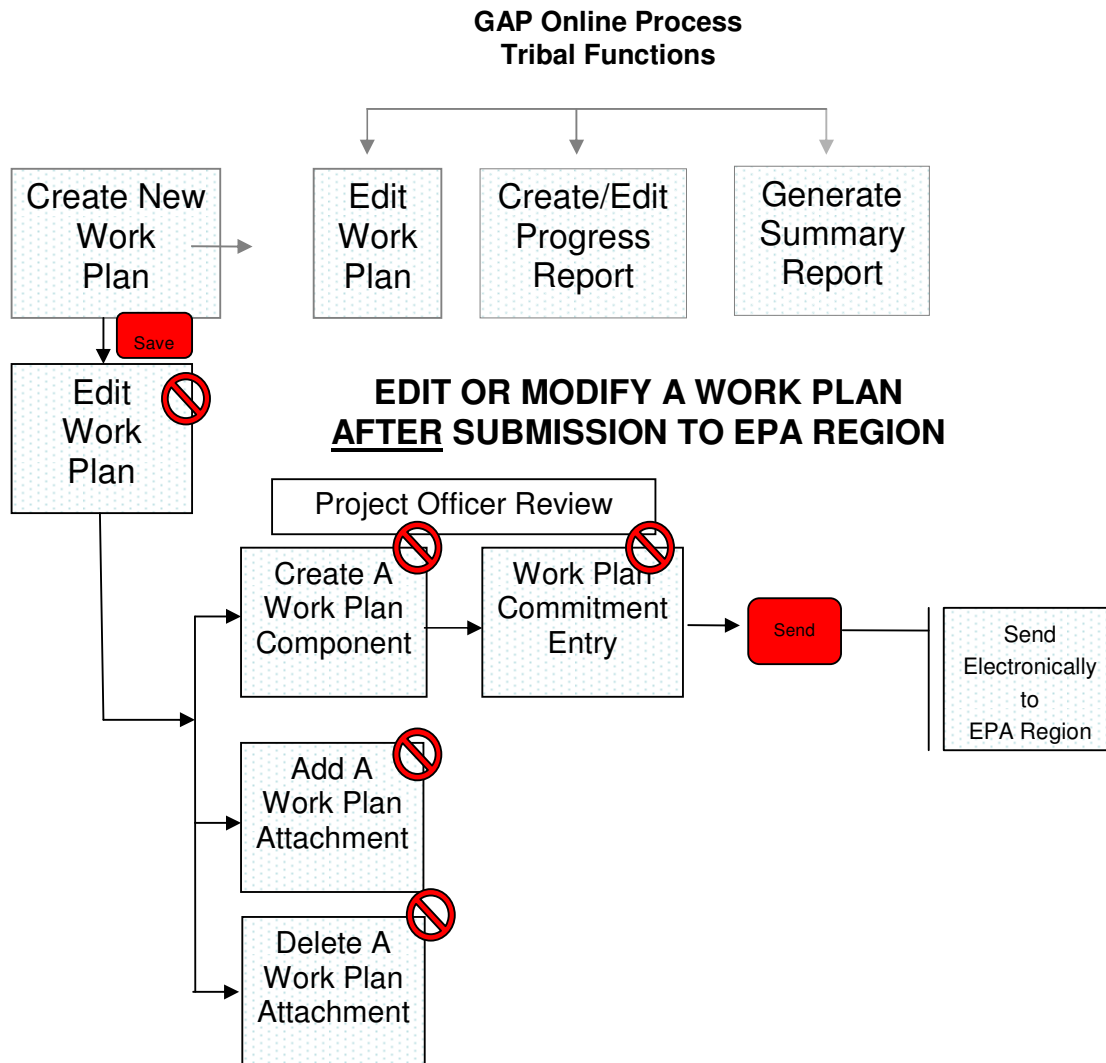 GAP Online Process
Tribal Functions
Create New
Work
Plan
Edit
Work
Plan
Create/Edit
Progress
Report
Generate
Summary
Report
Save
Edit
Work
Plan
EDIT OR MODIFY A WORK PLAN
AFTER SUBMISSION TO EPA REGION
Project Officer Review
Create A
Work Plan
Component
Work Plan
Commitment
Entry
Send
Send
Electronically
to
EPA Region
Add A
Work Plan
Attachment
Delete A
Work Plan
Attachment